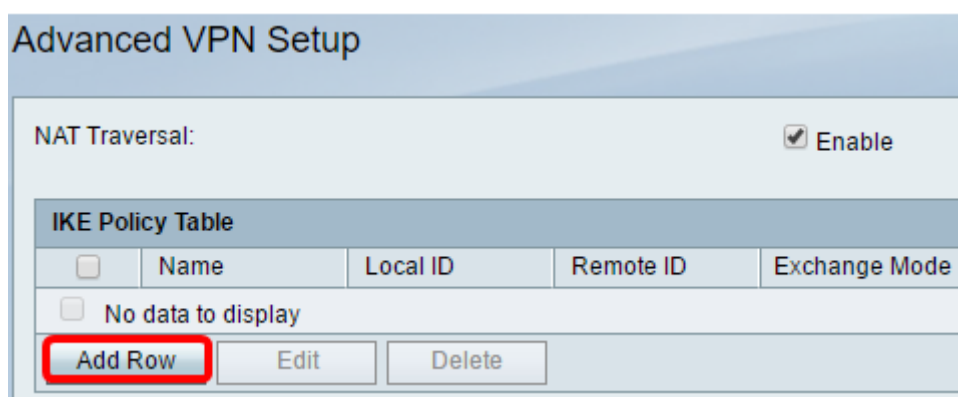 Advanced VPN Setup
NAT Traversal: Enable
IKE Policy Table
Name Local ID Remote ID Exchange Mode
No data to display
Add Row Edit Delete